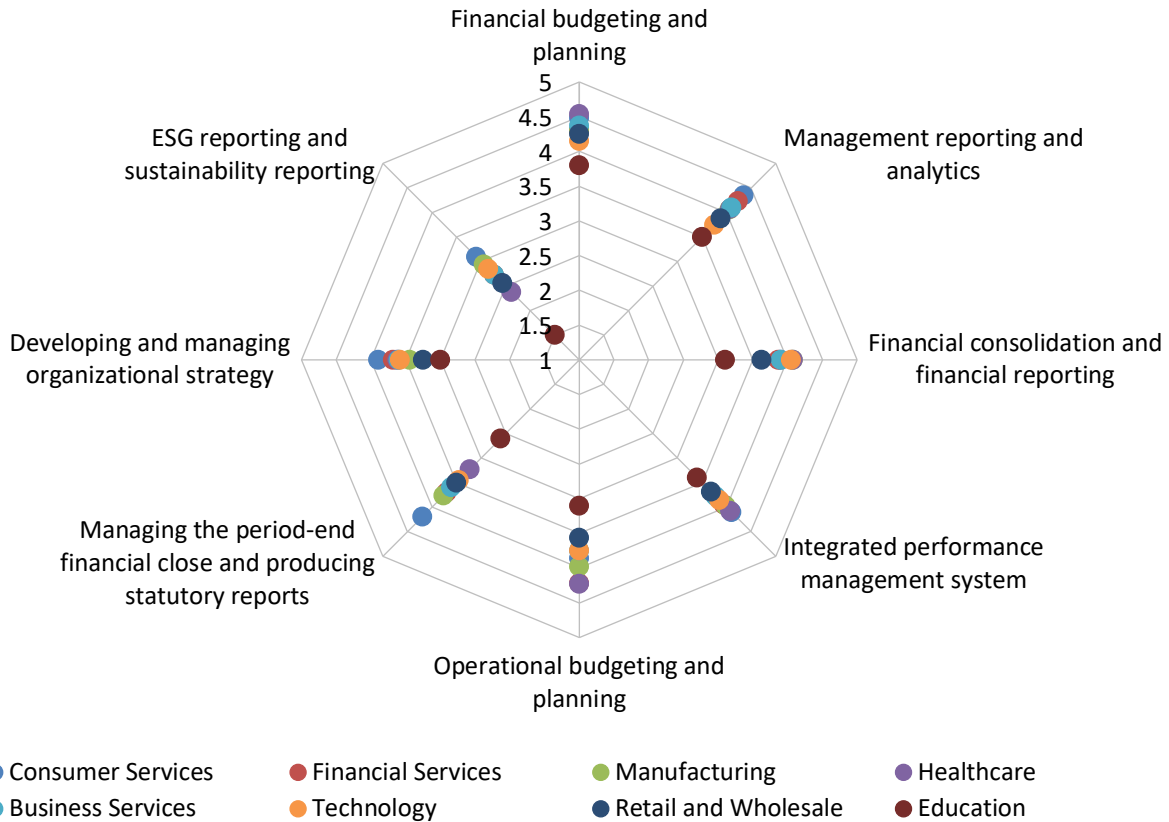 Financial budgeting and
planning
Management reporting and
analytics
Financial consolidation and
financial reporting
Integrated performance
management system
Operational budgeting and
planning
Managing the period-end
financial close and producing
statutory reports
Developing and managing
organizational strategy
ESG reporting and
sustainability reporting
5
4.5
4
3.5
3
2.5
2
1.5
1
Consumer Services
Financial Services
Manufacturing
Healthcare
Business Services
Technology
Retail and Wholesale
Education